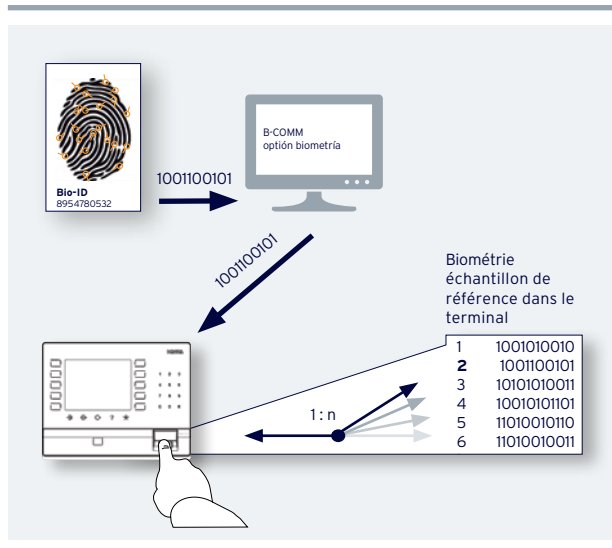 Bio-ID
8954780532
1001100101
B-COMM
optión biometría
1001100101
Biométrie
échantillon de
référence dans le
terminal
1 1001010010
2 1001100101
3 10101010011
4 10010101101
5 11010010110
6 11010010011
1:n